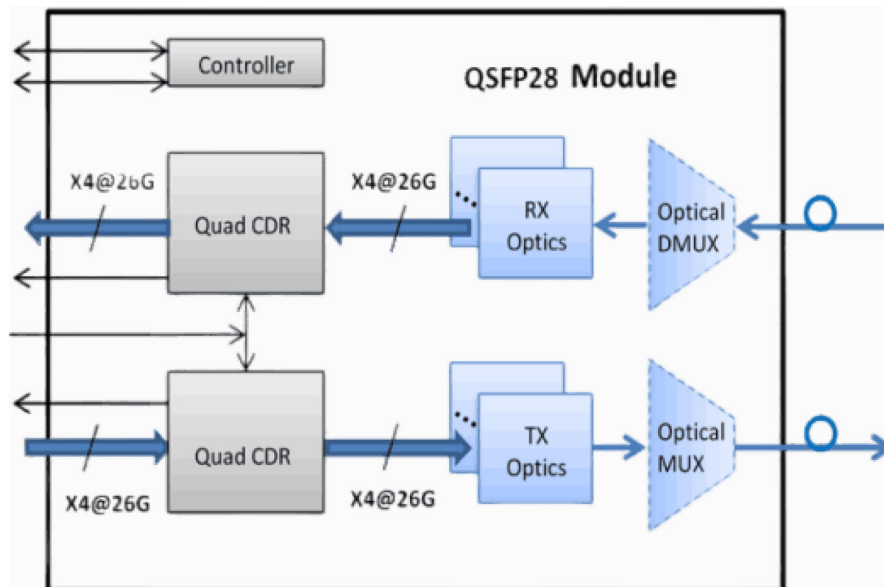 Controller
QSFP28 Module
X4@26G
X4@26G
Quad CDR
RX
Optics
Optical
DMUX
Quad CDR
TX
Optics
Optical
MUX
X4@26G
X4@26G